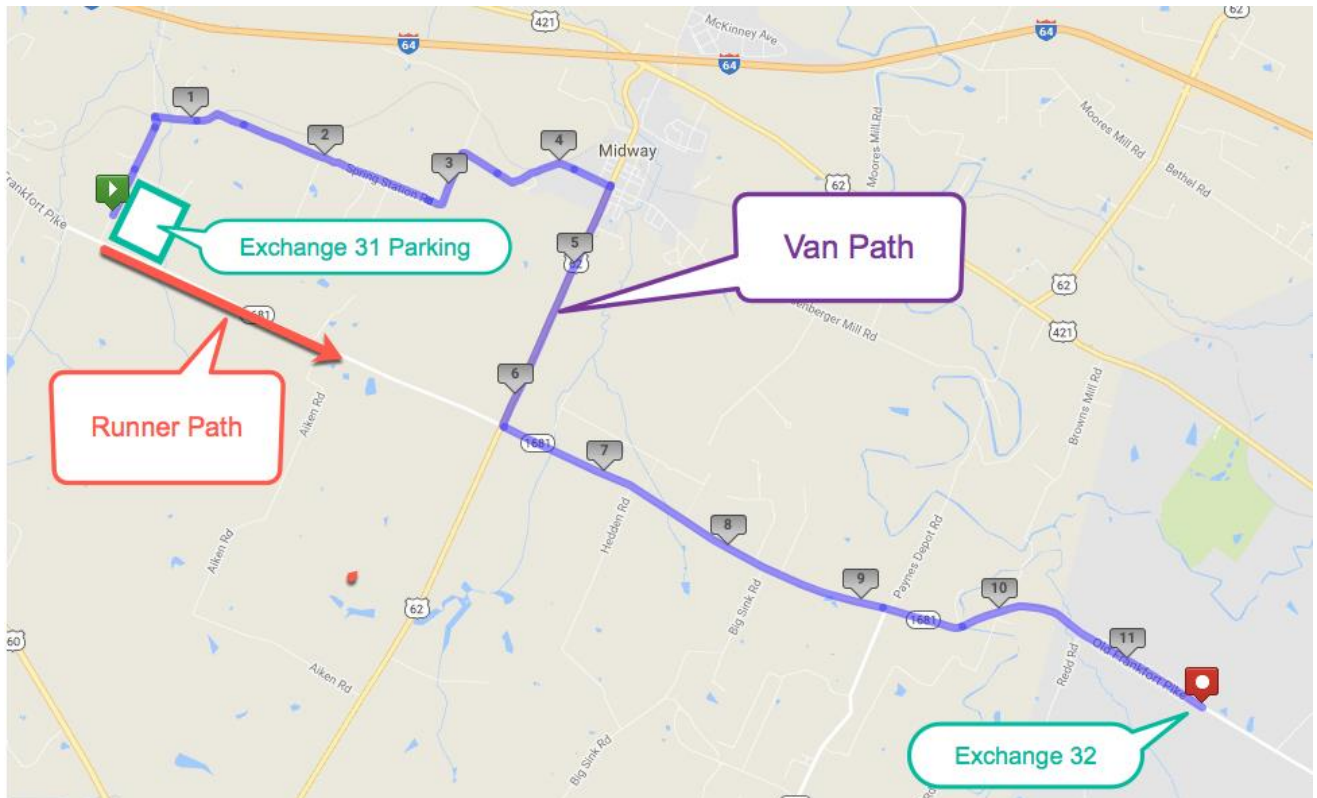 421
62
McKinney Ave
64
64
64
1
2
3
4
Midway
Moores Mill Rd
Moores Mill Rd
Bethel Rd
62
Spring Station Rd
Frankfort Pike
Exchange 31 Parking
5
62
Van Path
62
421
Runner Path
Aiken Rd
6
1681
7
Browns Mill Rd
Hedden Rd
8
Aiken Rd
Paynes Depot Rd
9
10
62
Big Sink Rd
1681
11
60
Aiken Rd
Redd Rd
Old Frankfort Pike
Big Sink Rd
Exchange 32